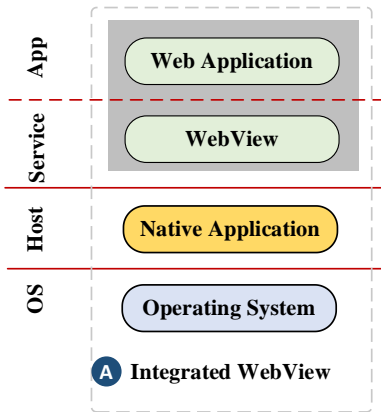 App
Web Application
Service
WebView
Host
Native Application
OS
Operating System
A Integrated WebView